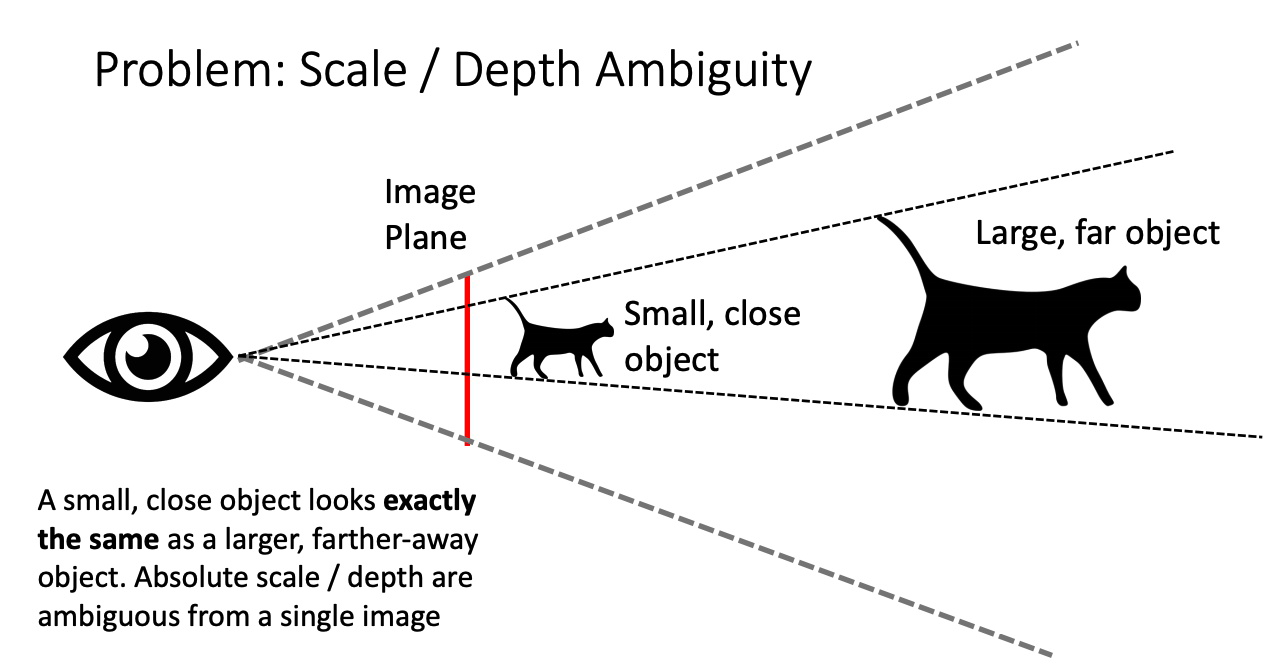 Problem: Scale / Depth Ambiguity
Image
Plane
Large, far object
Small, close
object
A small, close object looks exactly
the same as a larger, farther-away
object. Absolute scale / depth are
ambiguous from a single image